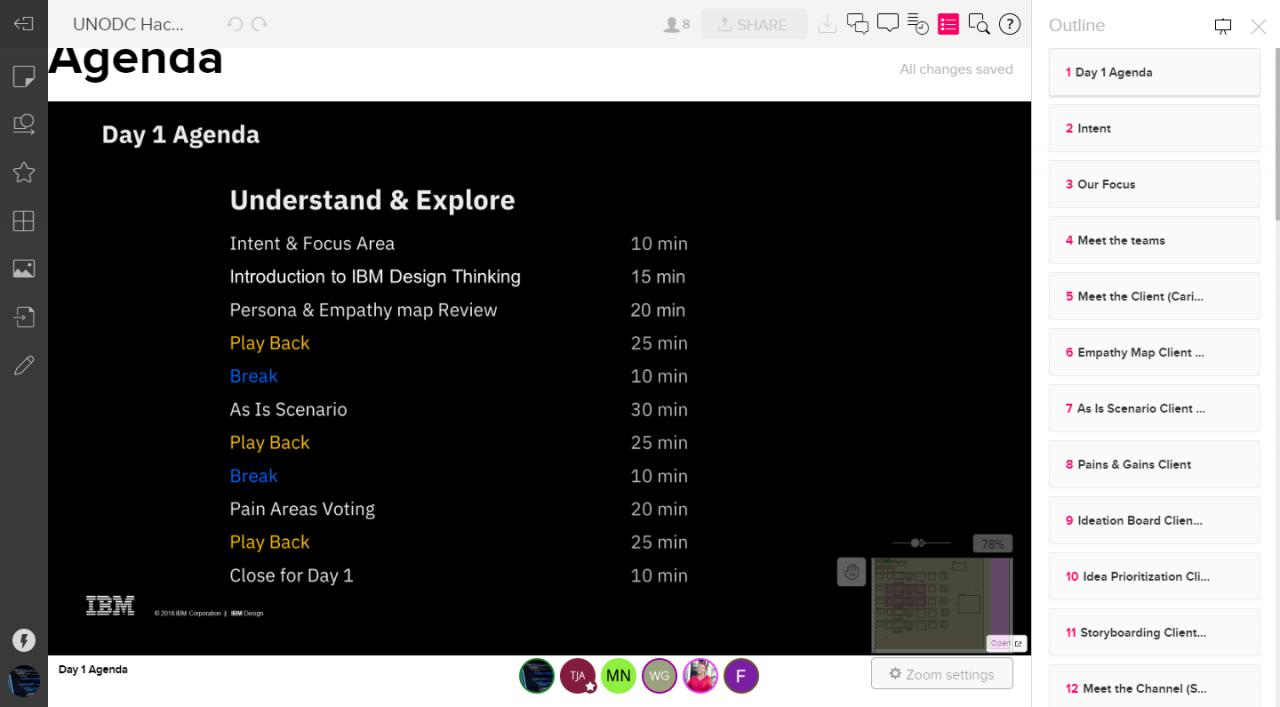 UNODC Hac...
8
SHARE
?
Outline
Agenda
All changes saved
Day 1 Agenda
Understand & Explore
Intent & Focus Area 10 min
Introduction to IBM Design Thinking 15 min
Persona & Empathy map Review 20 min
Play Back 25 min
Break 10 min
As Is Scenario 30 min
Play Back 25 min
Break 10 min
Pain Areas Voting 20 min
Play Back 25 min
Close for Day 1 10 min
IBM
© 2018 IBM Corporation | IBM Design
78%
Open
Day 1 Agenda
TJA
MN
WG
F
Zoom settings
1 Day 1 Agenda
2 Intent
3 Our Focus
4 Meet the teams
5 Meet the Client (Cari...
6 Empathy Map Client ...
7 As Is Scenario Client ...
8 Pains & Gains Client
9 Ideation Board Clien...
10 Idea Prioritization Cli...
11 Storyboarding Client...
12 Meet the Channel (S...